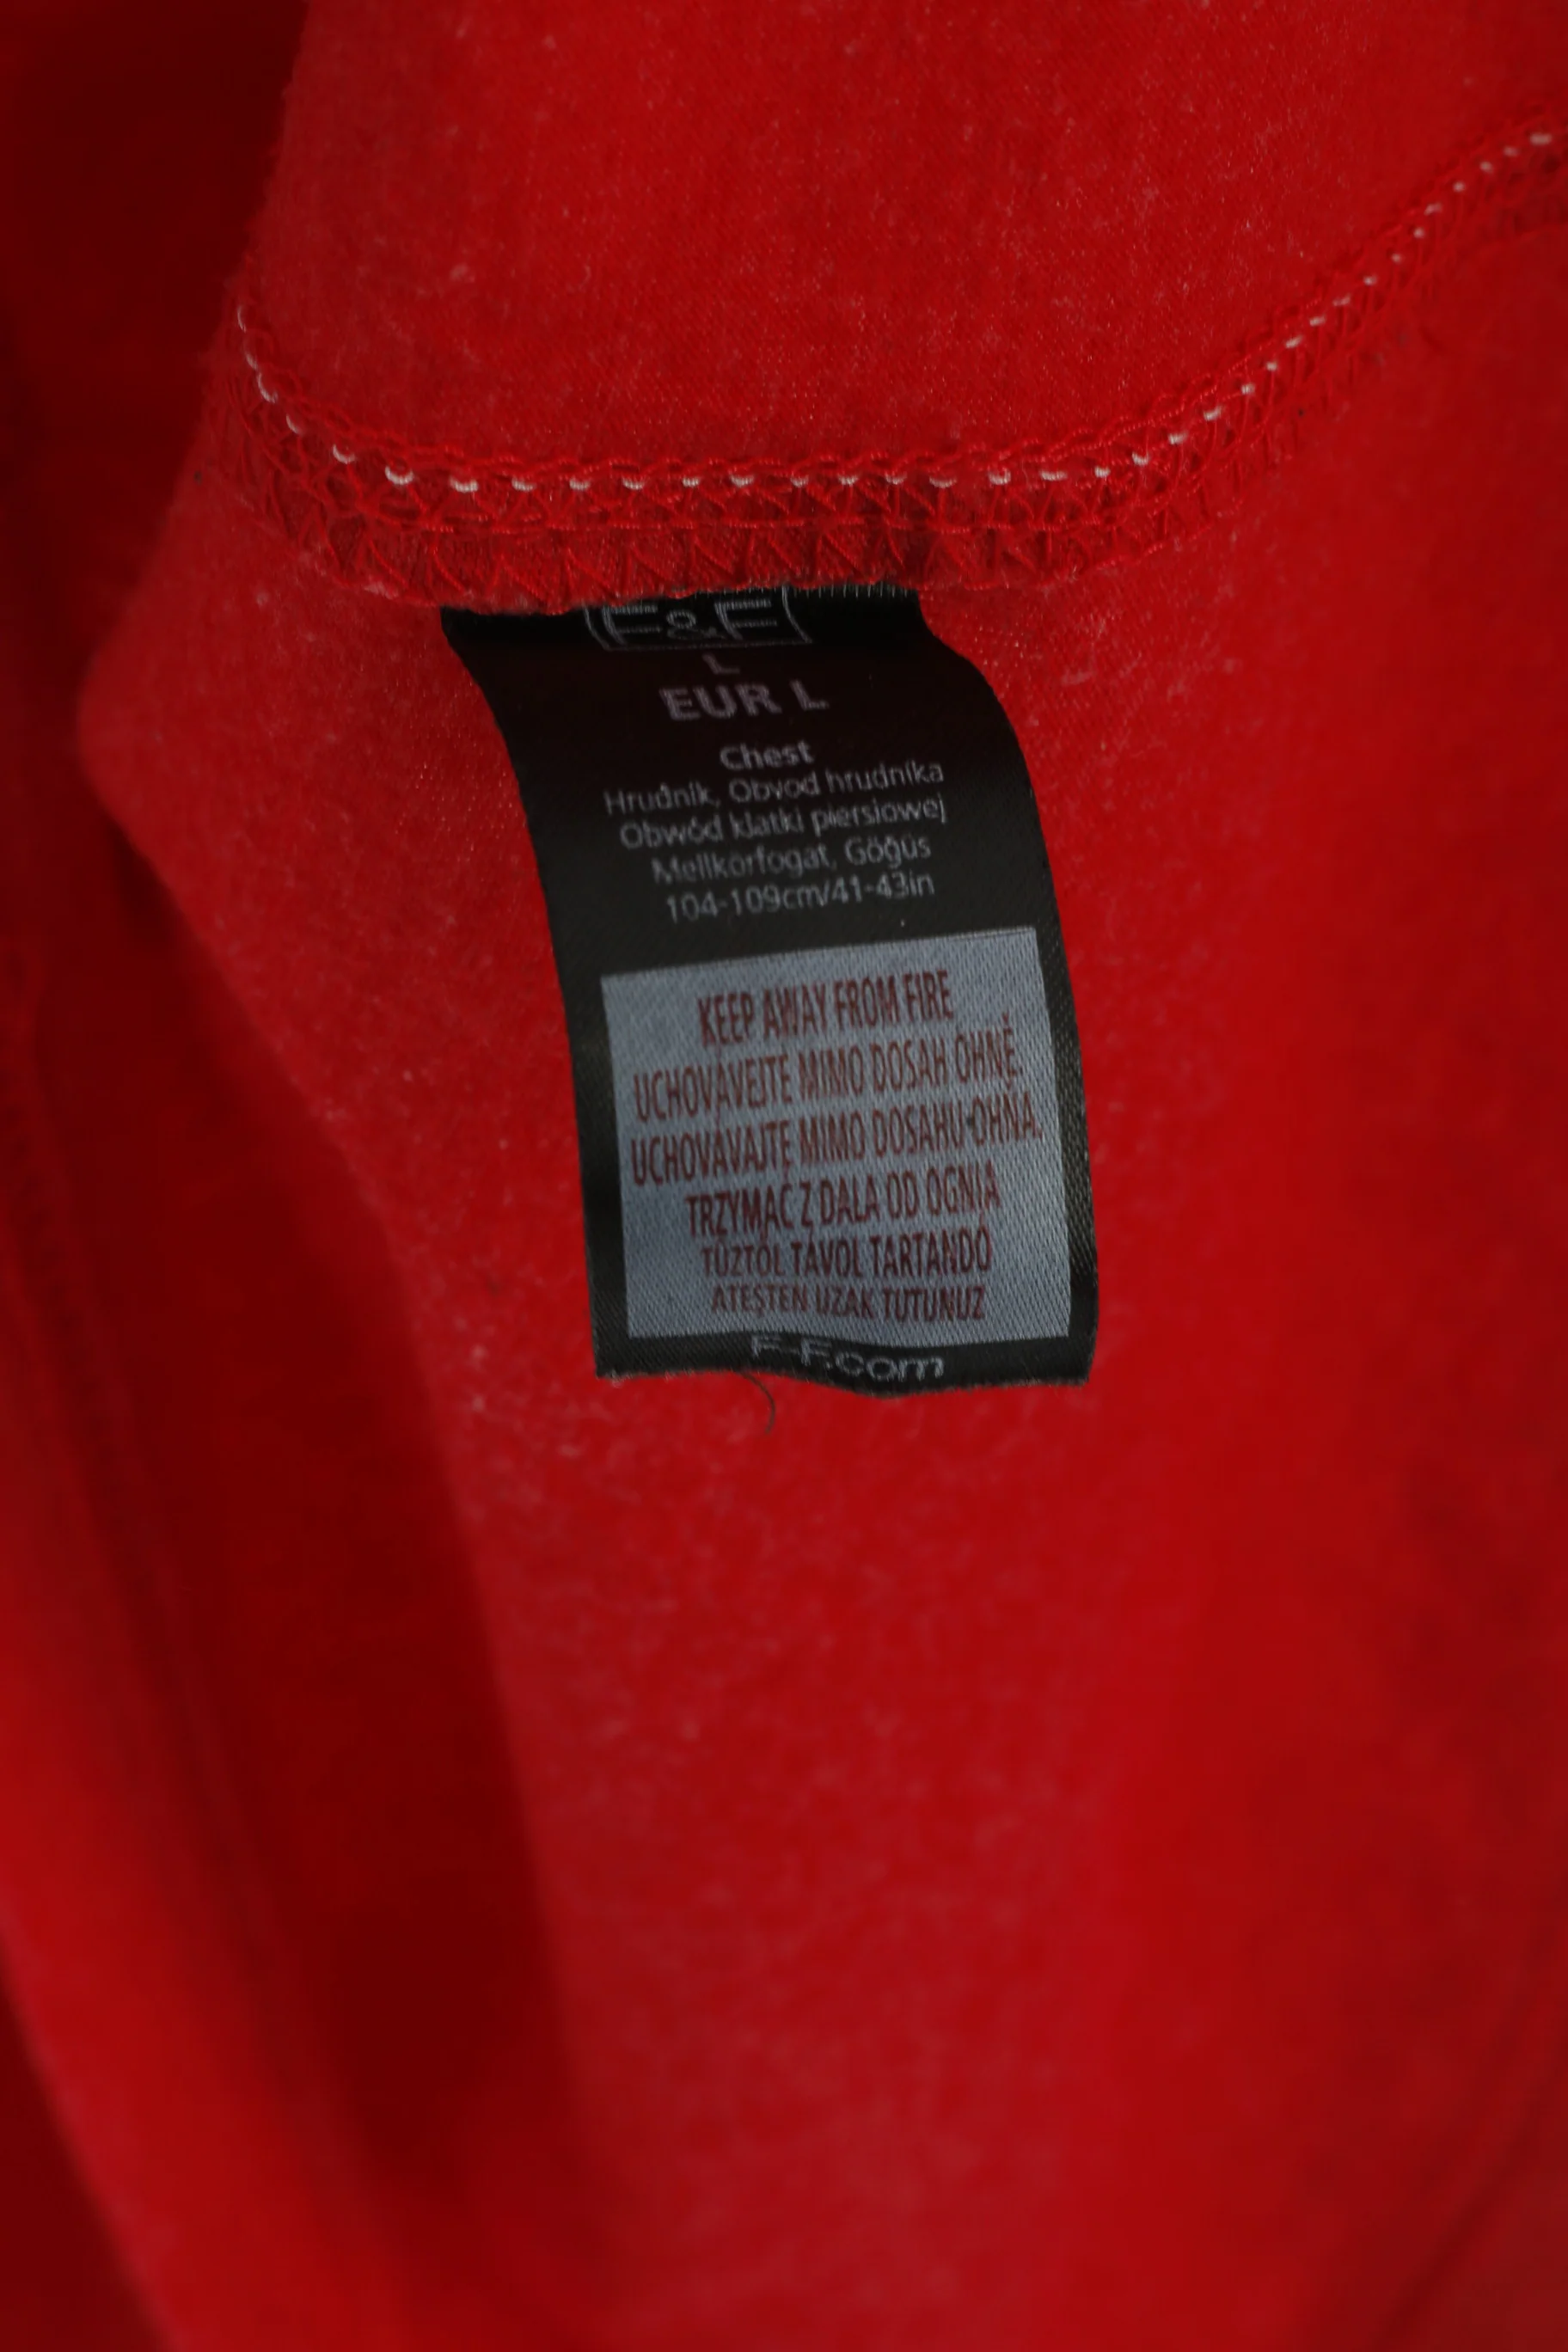 F&F
L
EUR L
Chest
Hrudník, Obvod hrudníka
Obwód klatki piersiowej
Mellkörfogat, Göğüs
104-109cm/41-43in
KEEP AWAY FROM FIRE
UCHOVÁVEJTE MIMO DOSAH OHNĚ
UCHOVÁVAJTE MIMO DOSAHU OHŇA
TRZYMAĆ Z DALA OD OGNIA
TŰZTŐL TÁVOL TARTANDÓ
ATEŞTEN UZAK TUTUNUZ
F-F.com